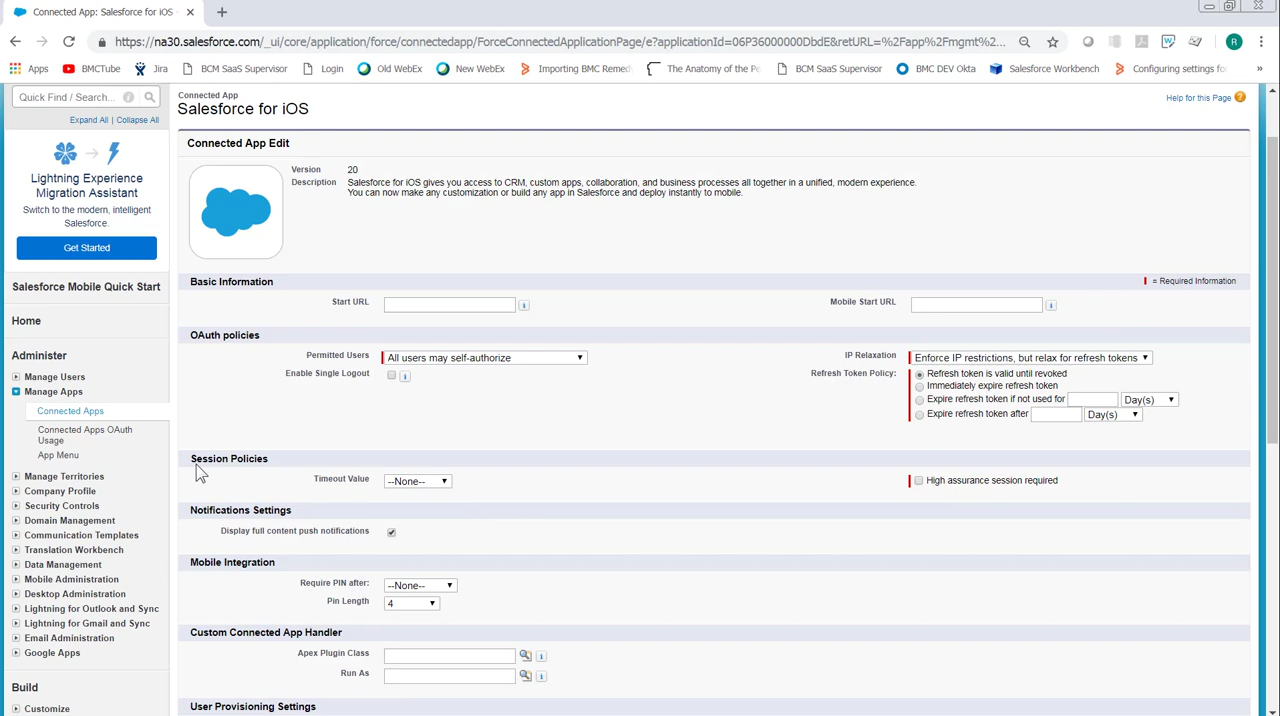 Connected App: Salesforce for iOS
https://na30.salesforce.com/_ui/core/application/force/connectedapp/ForceConnectedApplicationPage/e?applicationId=06P36000000DbdE&retURL=%2Fapp%2Fmgmt...
R
Apps
BMCTube
Jira
BCM SaaS Supervisor
Login
Old WebEx
New WebEx
Importing BMC Remed
The Anatomy of the Po
BCM SaaS Supervisor
BMC DEV Okta
Salesforce Workbench
Configuring settings fo
»
Quick Find / Search...
Expand All | Collapse All
Lightning Experience
Migration Assistant
Switch to the modern, intelligent
Salesforce.
Get Started
Salesforce Mobile Quick Start
Home
Administer
Manage Users
Manage Apps
Connected Apps
Connected Apps OAuth
Usage
App Menu
Manage Territories
Company Profile
Security Controls
Domain Management
Communication Templates
Translation Workbench
Data Management
Mobile Administration
Desktop Administration
Lightning for Outlook and Sync
Lightning for Gmail and Sync
Email Administration
Google Apps
Build
Customize
Connected App
Salesforce for iOS
Help for this Page
Connected App Edit
Version 20
Description Salesforce for iOS gives you access to CRM, custom apps, collaboration, and business processes all together in a unified, modern experience.
You can now make any customization or build any app in Salesforce and deploy instantly to mobile.
Basic Information
= Required Information
Start URL
Mobile Start URL
OAuth policies
Permitted Users All users may self-authorize
IP Relaxation Enforce IP restrictions, but relax for refresh tokens
Enable Single Logout
Refresh Token Policy: Refresh token is valid until revoked
Immediately expire refresh token
Expire refresh token if not used for Day(s)
Expire refresh token after Day(s)
Session Policies
Timeout Value --None--
High assurance session required
Notifications Settings
Display full content push notifications
Mobile Integration
Require PIN after: --None--
Pin Length 4
Custom Connected App Handler
Apex Plugin Class
Run As
User Provisioning Settings